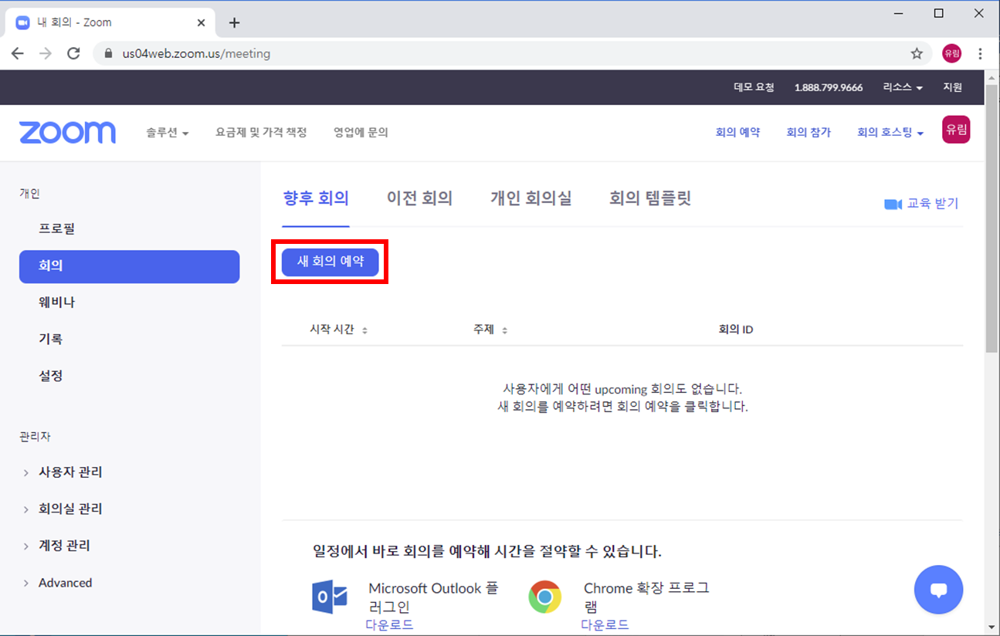 내 회의 - Zoom
us04web.zoom.us/meeting
유림
데모 요청 1.888.799.9666 리소스 지원
zoom 솔루션 요금제 및 가격 책정 영업에 문의 회의 예약 회의 참가 회의 호스팅 유림
개인
프로필
회의
웨비나
기록
설정
관리자
사용자 관리
회의실 관리
계정 관리
Advanced
향후 회의 이전 회의 개인 회의실 회의 템플릿
교육 받기
새 회의 예약
시작 시간 주제 회의 ID
사용자에게 어떤 upcoming 회의도 없습니다.
새 회의를 예약하려면 회의 예약을 클릭합니다.
일정에서 바로 회의를 예약해 시간을 절약할 수 있습니다.
Microsoft Outlook 플
러그인
다운로드
Chrome 확장 프로그
램
다운로드